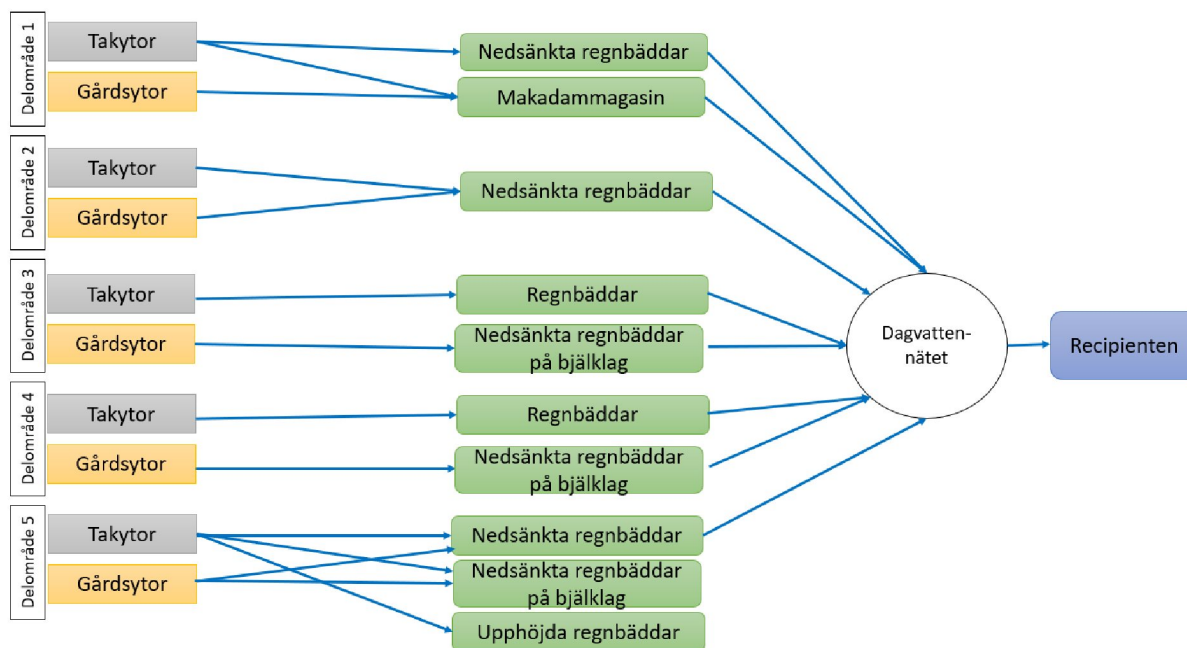 Delområde 1
Takytor
Gårdsytor
Nedsänkta regnbäddar
Makadammagasin
Delområde 2
Takytor
Gårdsytor
Nedsänkta regnbäddar
Delområde 3
Takytor
Gårdsytor
Regnbäddar
Nedsänkta regnbäddar
på bjälklag
Delområde 4
Takytor
Gårdsytor
Regnbäddar
Nedsänkta regnbäddar
på bjälklag
Delområde 5
Takytor
Gårdsytor
Nedsänkta regnbäddar
Nedsänkta regnbäddar
på bjälklag
Upphöjda regnbäddar
Dagvatten-
nätet
Recipienten